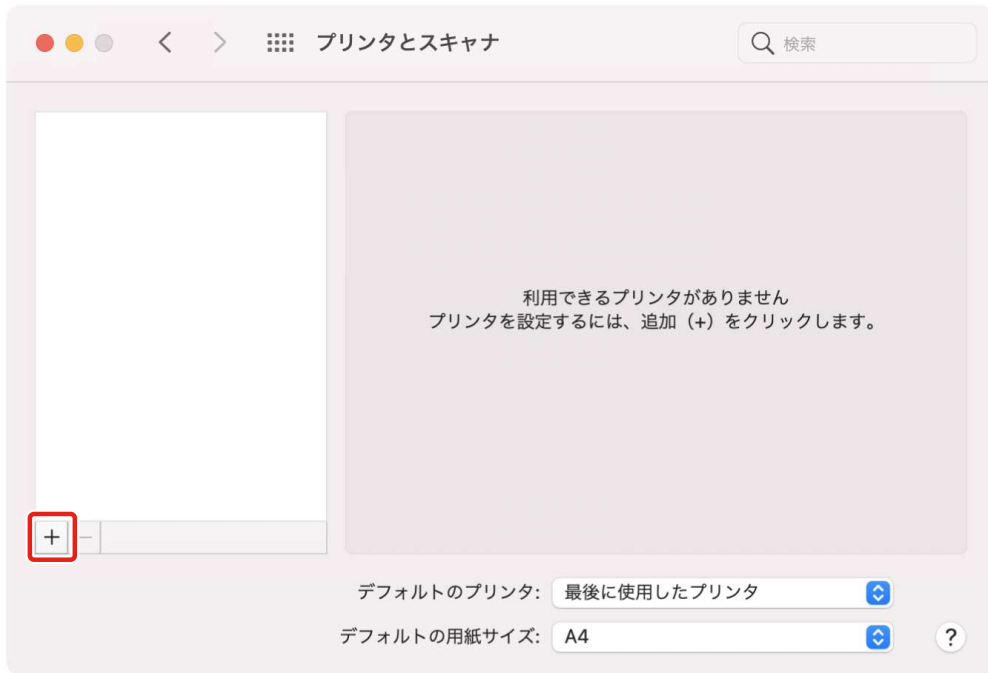 プリンタとスキャナ
検索
利用できるプリンタがありません
プリンタを設定するには、追加（+）をクリックします。
+ −
デフォルトのプリンタ: 最後に使用したプリンタ
デフォルトの用紙サイズ: A4
?